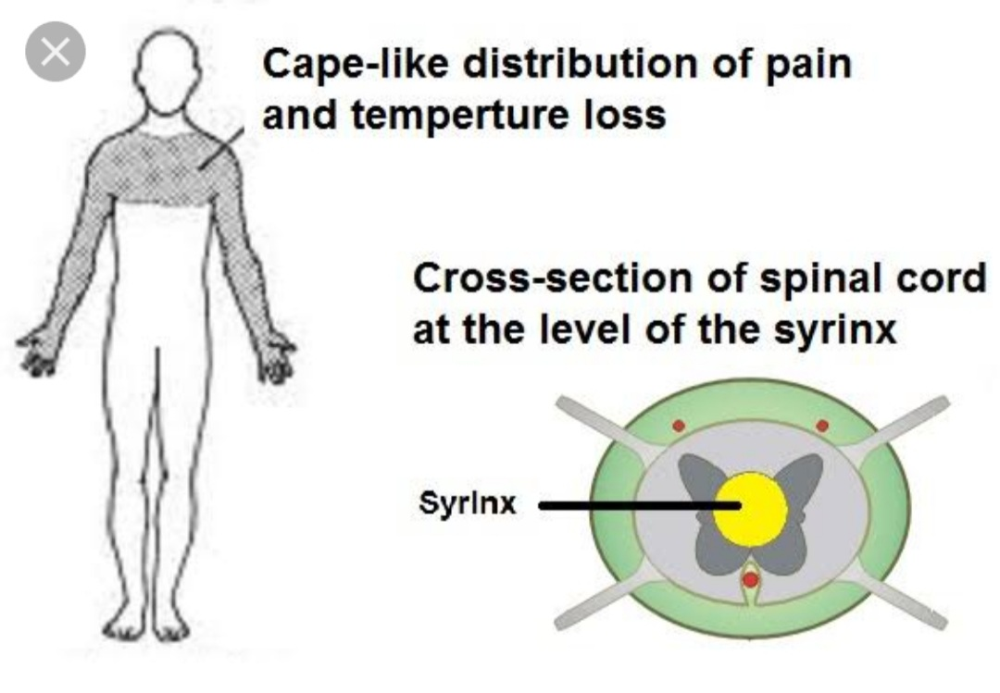 Cape-like distribution of pain
and temperture loss
Cross-section of spinal cord
at the level of the syrinx
SyrInx